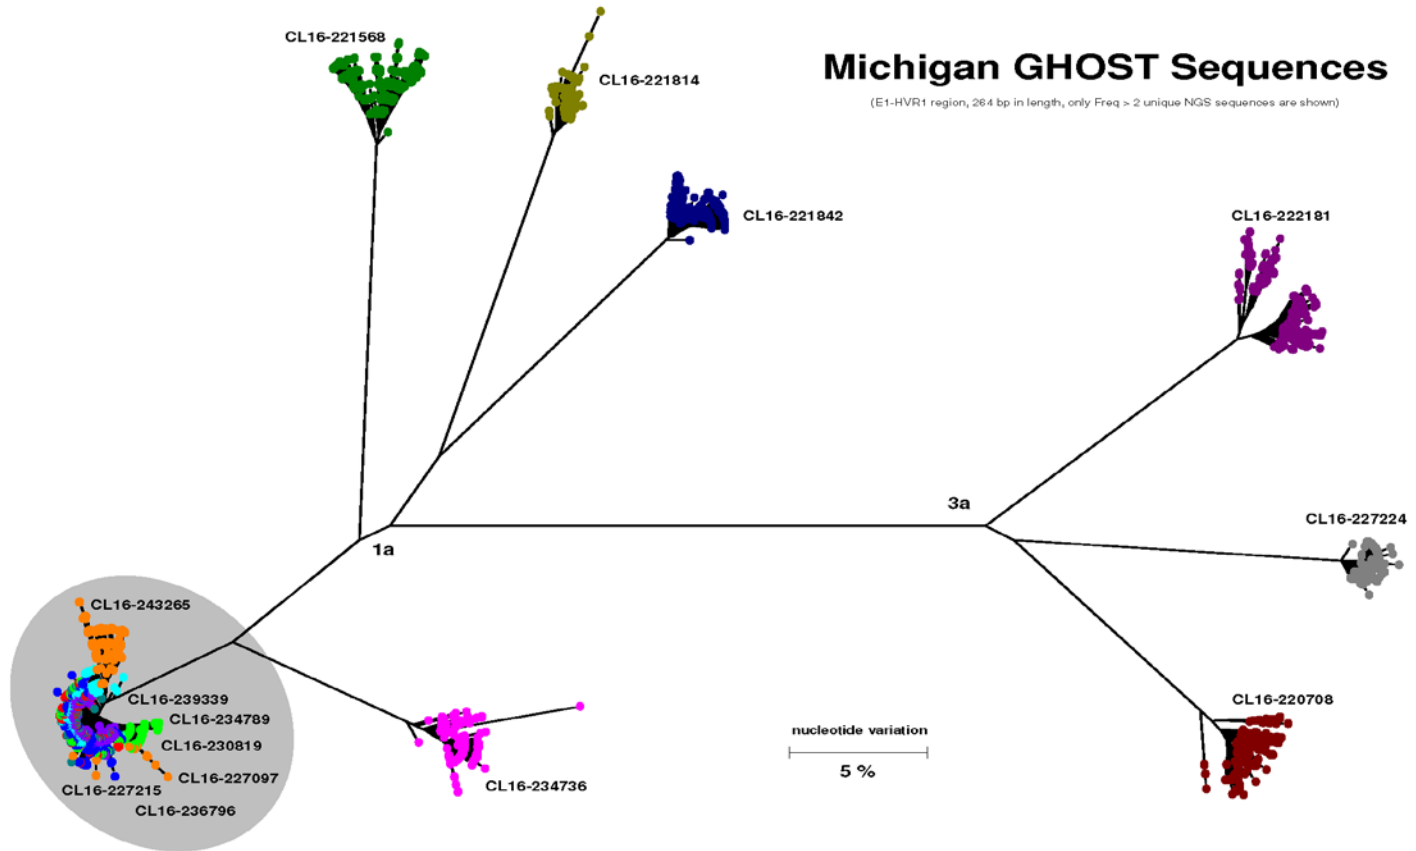 Michigan GHOST Sequences
(E1-HVR1 region, 264 bp in length, only Freq > 2 unique NGS sequences are shown)
CL16-221568
CL16-221814
CL16-221842
CL16-222181
3a
CL16-227224
1a
CL16-243265
CL16-239339
CL16-234789
CL16-230819
CL16-227097
CL16-227215
CL16-236796
CL16-234736
nucleotide variation
5 %
CL16-220708